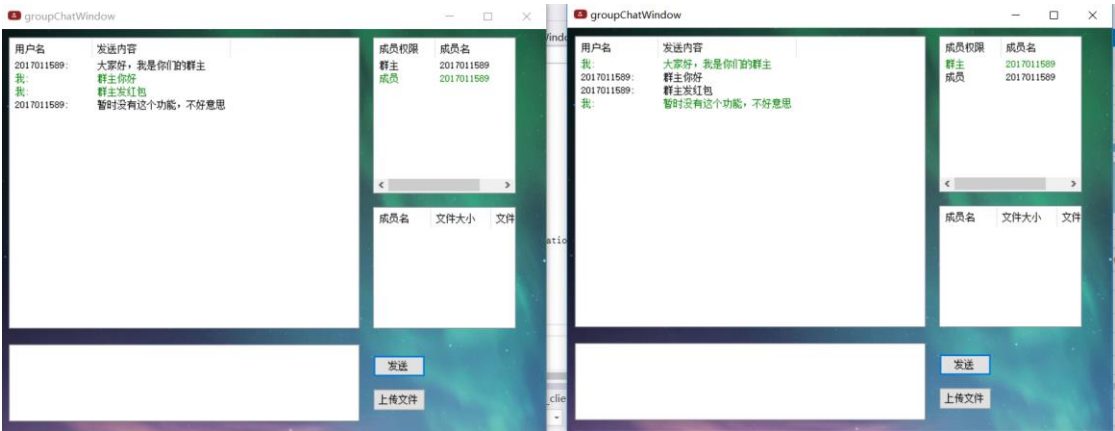 groupChatWindow
用户名 发送内容
2017011589: 大家好，我是你们的群主
我: 群主你好
我: 群主发红包
2017011589: 暂时没有这个功能，不好意思
成员权限 成员名
群主 2017011589
成员 2017011589
成员名 文件大小 文件
发送
上传文件
/inde
atio
_clie
groupChatWindow
用户名 发送内容
我: 大家好，我是你们的群主
2017011589: 群主你好
2017011589: 群主发红包
我: 暂时没有这个功能，不好意思
成员权限 成员名
群主 2017011589
成员 2017011589
成员名 文件大小 文件
发送
上传文件